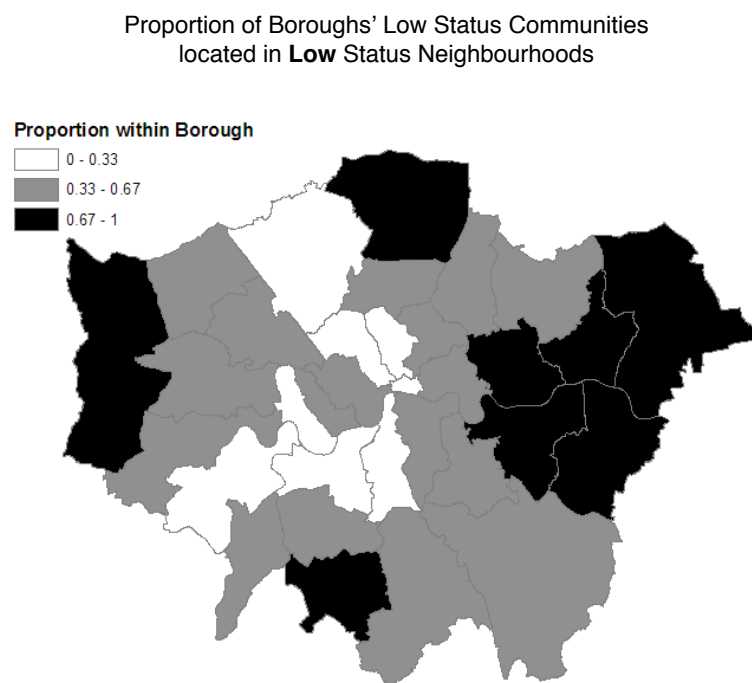 Proportion of Boroughs' Low Status Communities
located in Low Status Neighbourhoods
Proportion within Borough
0 - 0.33
0.33 - 0.67
0.67 - 1